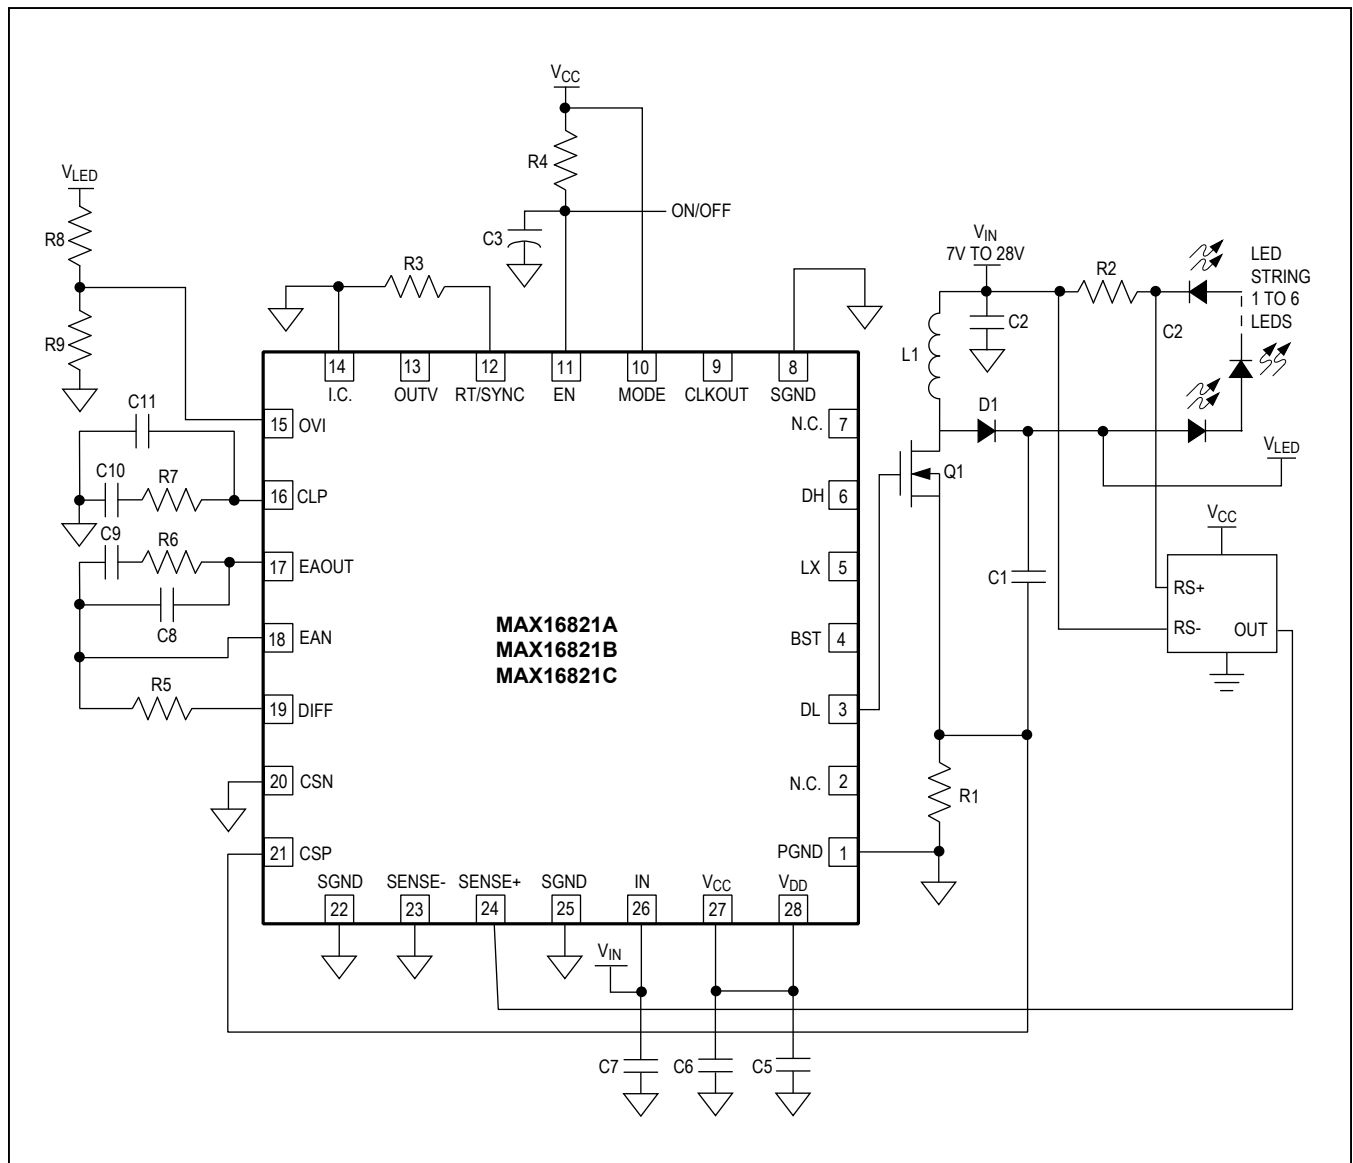 VCC
R4
ON/OFF
C3
VLED
R8
R9
R3
VIN
7V TO 28V
R2
LED
STRING
1 TO 6
LEDS
C2
C2
L1
14
13
12
11
10
9
8
I.C.
OUTV
RT/SYNC
EN
MODE
CLKOUT
SGND
C11
15
OVI
N.C.
7
D1
VLED
C10
R7
16
CLP
DH
6
Q1
C9
R6
17
EAOUT
LX
5
C1
VCC
RS+
RS-
OUT
C8
18
EAN
MAX16821A
MAX16821B
MAX16821C
BST
4
R5
19
DIFF
DL
3
20
CSN
N.C.
2
R1
21
CSP
PGND
1
SGND
SENSE-
SENSE+
SGND
IN
VCC
VDD
22
23
24
25
26
27
28
VIN
C7
C6
C5